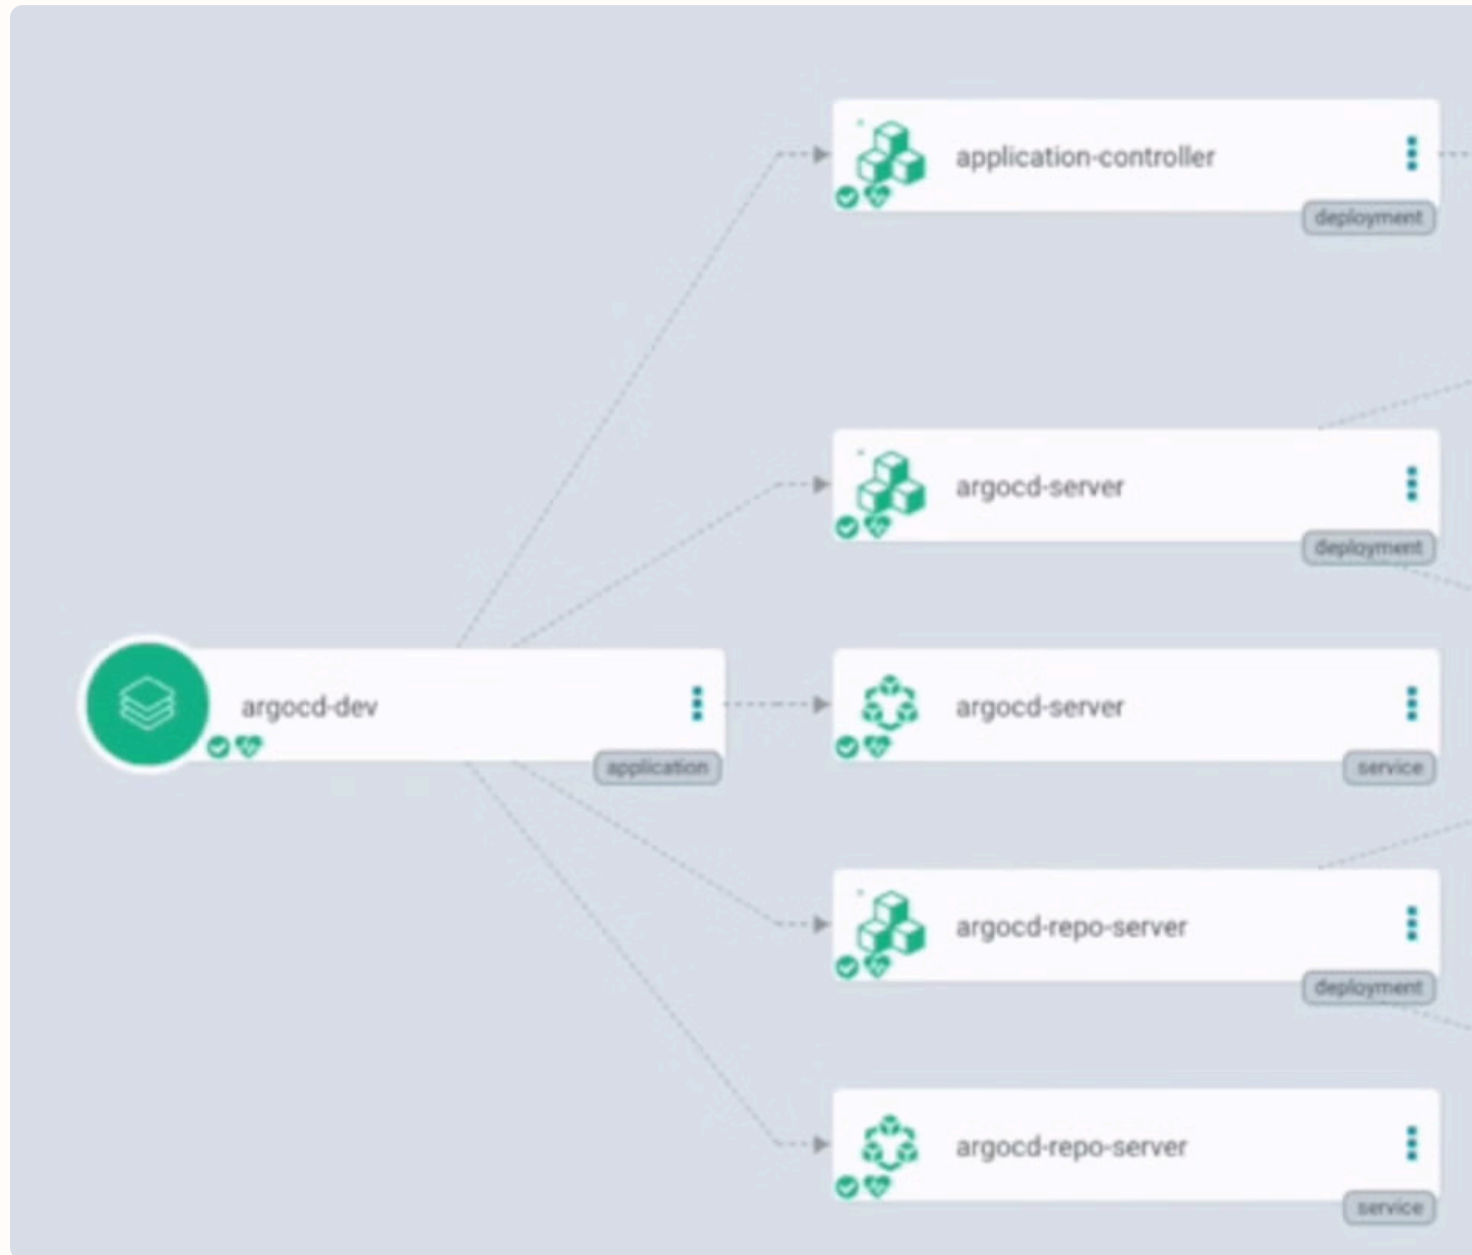 application-controller
deployment
argocd-server
deployment
argocd-dev
application
argocd-server
service
argocd-repo-server
deployment
argocd-repo-server
service